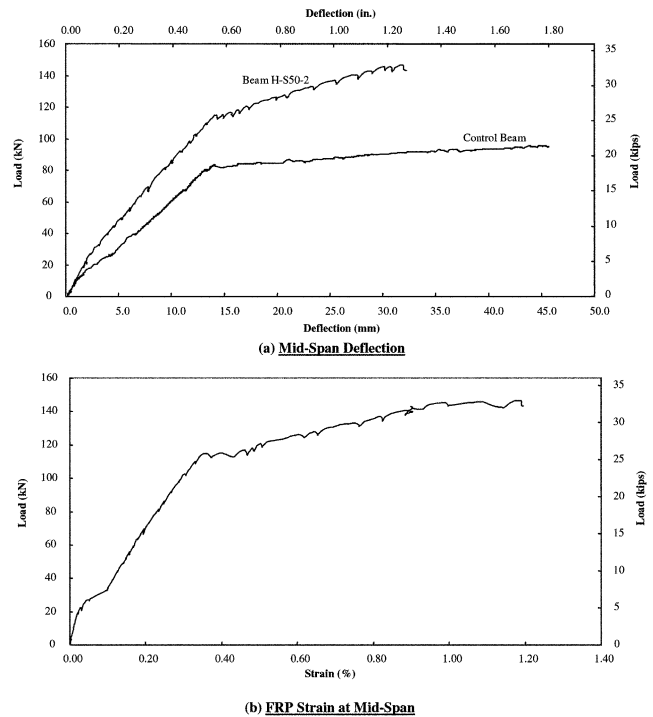 Deflection (in.)
0.00 0.20 0.40 0.60 0.80 1.00 1.20 1.40 1.60 1.80
160 35
140 30
120 25
100 20
80 15
60 10
40 5
20 0
0
Load (kN)
Load (kips)
Beam H-S50-2
Control Beam
0.0 5.0 10.0 15.0 20.0 25.0 30.0 35.0 40.0 45.0 50.0
Deflection (mm)
(a) Mid-Span Deflection
160 35
140 30
120 25
100 20
80 15
60 10
40 5
20 0
0
Load (kN)
Load (kips)
0.00 0.20 0.40 0.60 0.80 1.00 1.20 1.40
Strain (%)
(b) FRP Strain at Mid-Span